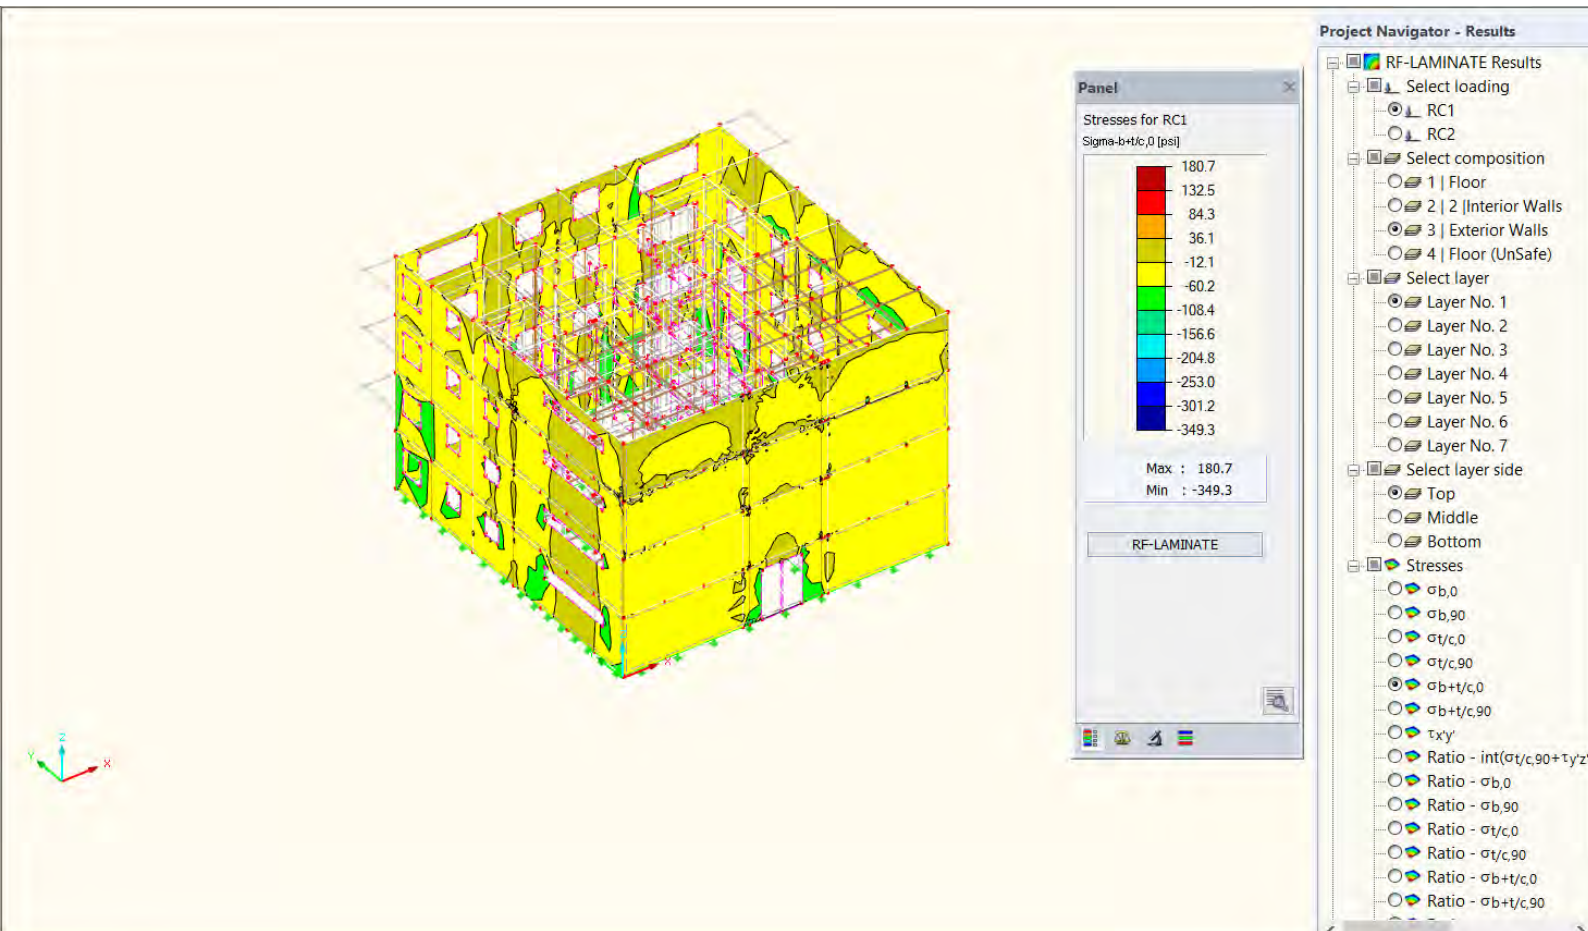 Project Navigator - Results
RF-LAMINATE Results
Select loading
RC1
RC2
Select composition
1 | Floor
2 | 2 |Interior Walls
3 | Exterior Walls
4 | Floor (UnSafe)
Select layer
Layer No. 1
Layer No. 2
Layer No. 3
Layer No. 4
Layer No. 5
Layer No. 6
Layer No. 7
Select layer side
Top
Middle
Bottom
Stresses
σb,0
σb,90
σt/c,0
σt/c,90
σb+t/c,0
σb+t/c,90
τx'y'
Ratio - int(σt/c,90+τy'z'
Ratio - σb,0
Ratio - σb,90
Ratio - σt/c,0
Ratio - σt/c,90
Ratio - σb+t/c,0
Ratio - σb+t/c,90
Panel
Stresses for RC1
Sigma-b+t/c,0 [psi]
180.7
132.5
84.3
36.1
-12.1
-60.2
-108.4
-156.6
-204.8
-253.0
-301.2
-349.3
Max : 180.7
Min : -349.3
RF-LAMINATE
X
Z
Y
X